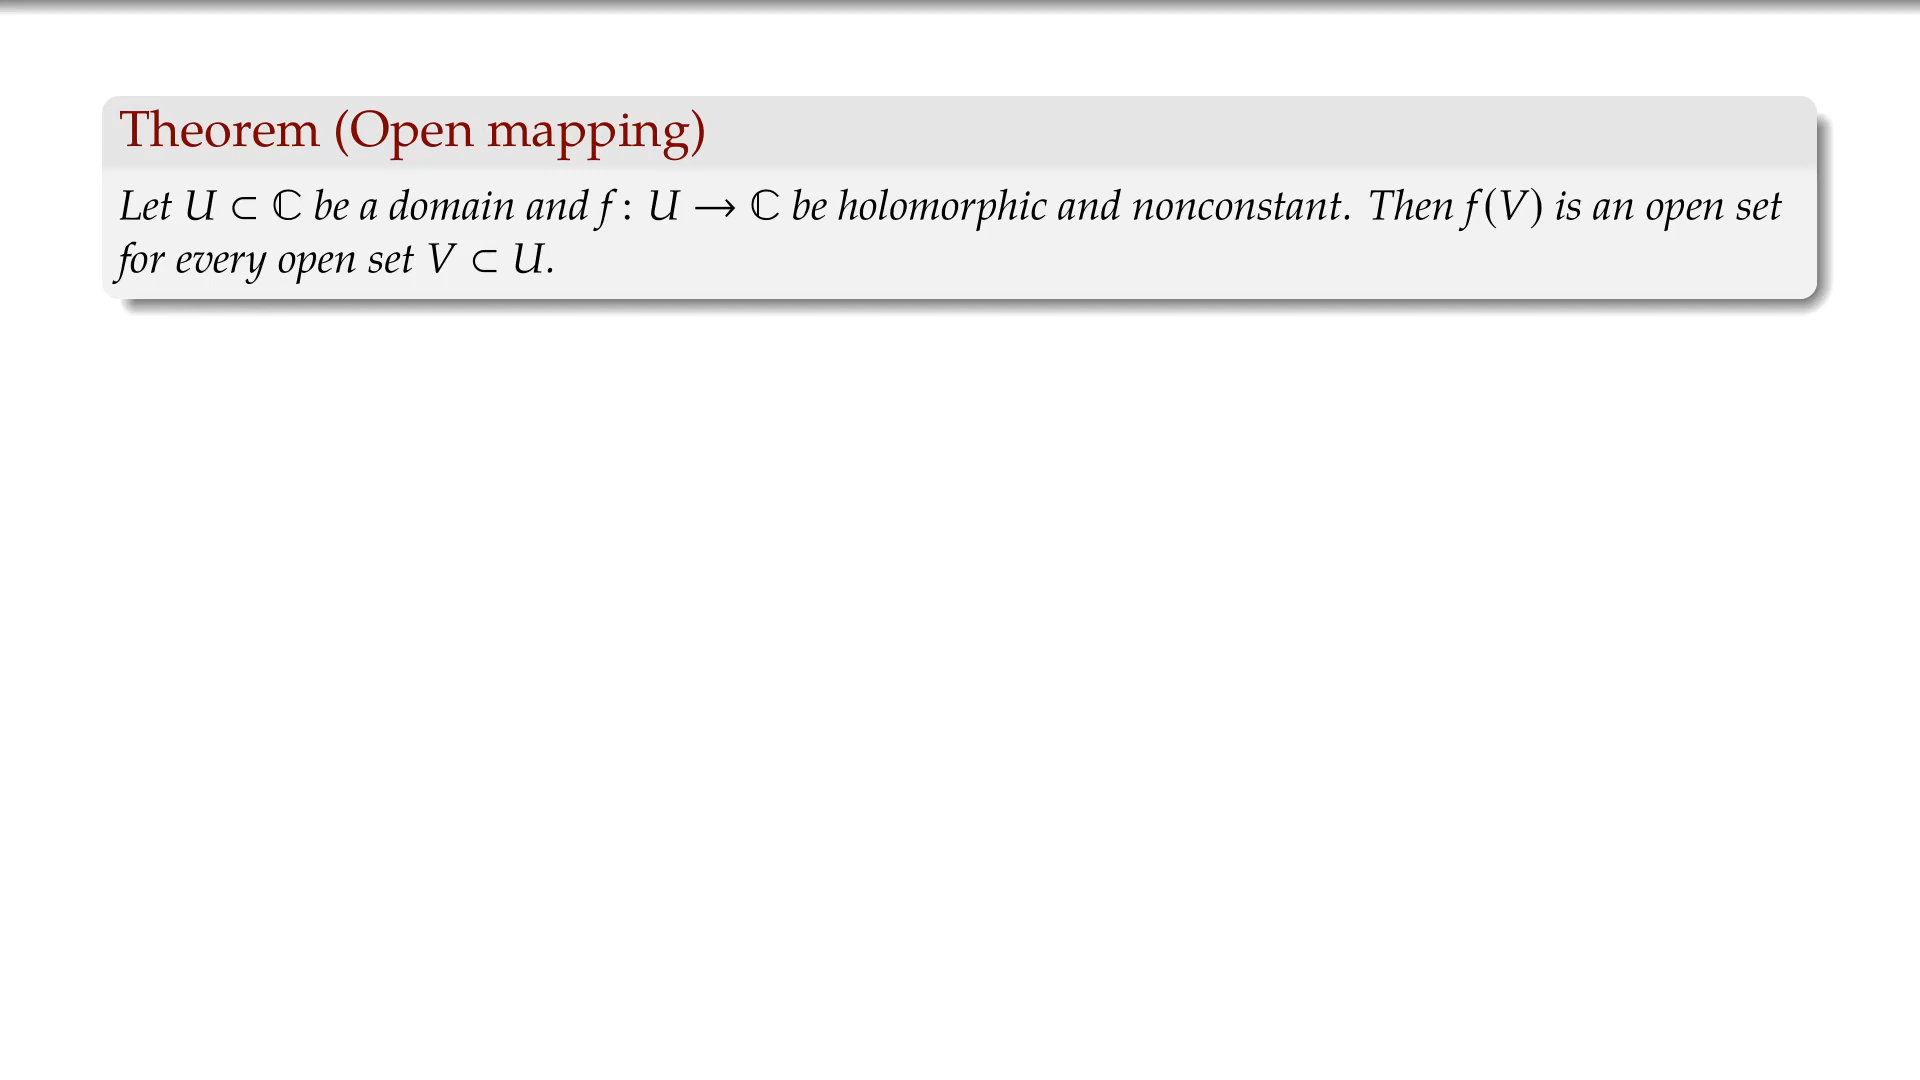 Theorem (Open mapping)
Let U ⊂ ℂ be a domain and f : U → ℂ be holomorphic and nonconstant. Then f(V) is an open set
for every open set V ⊂ U.